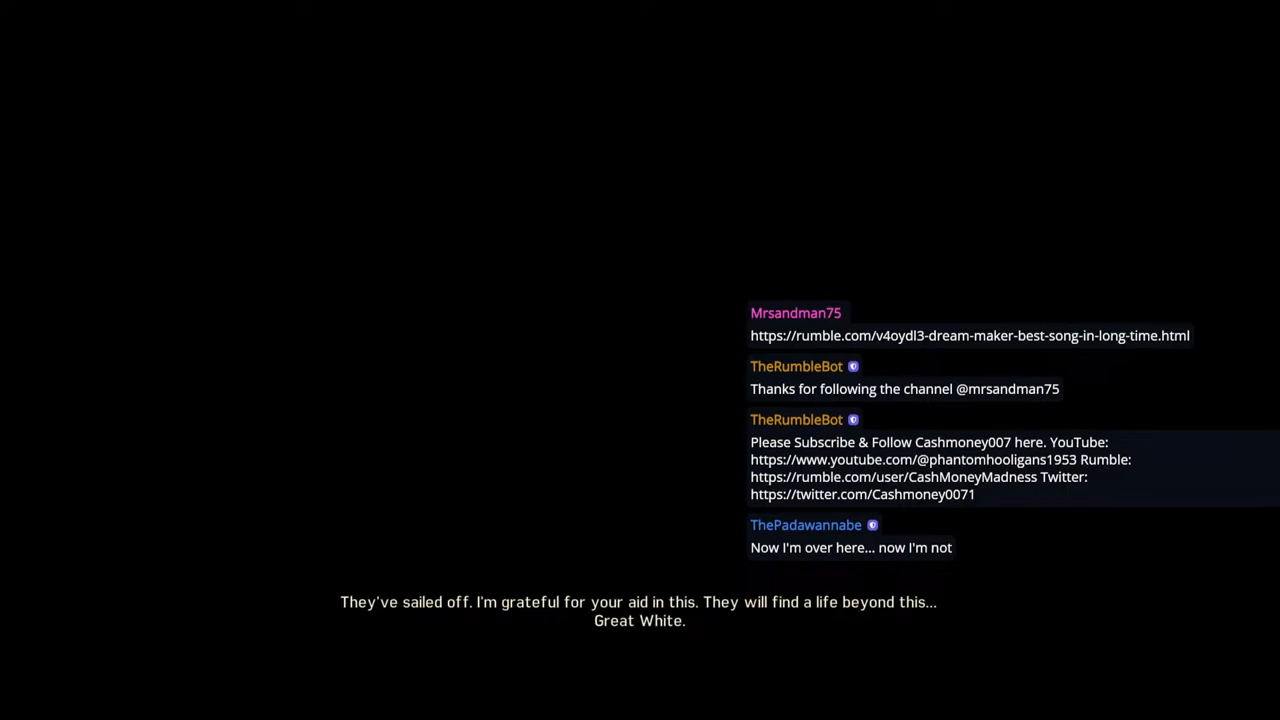 Mrsandman75
https://rumble.com/v4oydl3-dream-maker-best-song-in-long-time.html
TheRumbleBot
Thanks for following the channel @mrsandman75
TheRumbleBot
Please Subscribe & Follow Cashmoney007 here. YouTube:
https://www.youtube.com/@phantomhooligans1953 Rumble:
https://rumble.com/user/CashMoneyMadness Twitter:
https://twitter.com/Cashmoney0071
ThePadawannabe
Now I'm over here... now I'm not
They've sailed off. I'm grateful for your aid in this. They will find a life beyond this...
Great White.